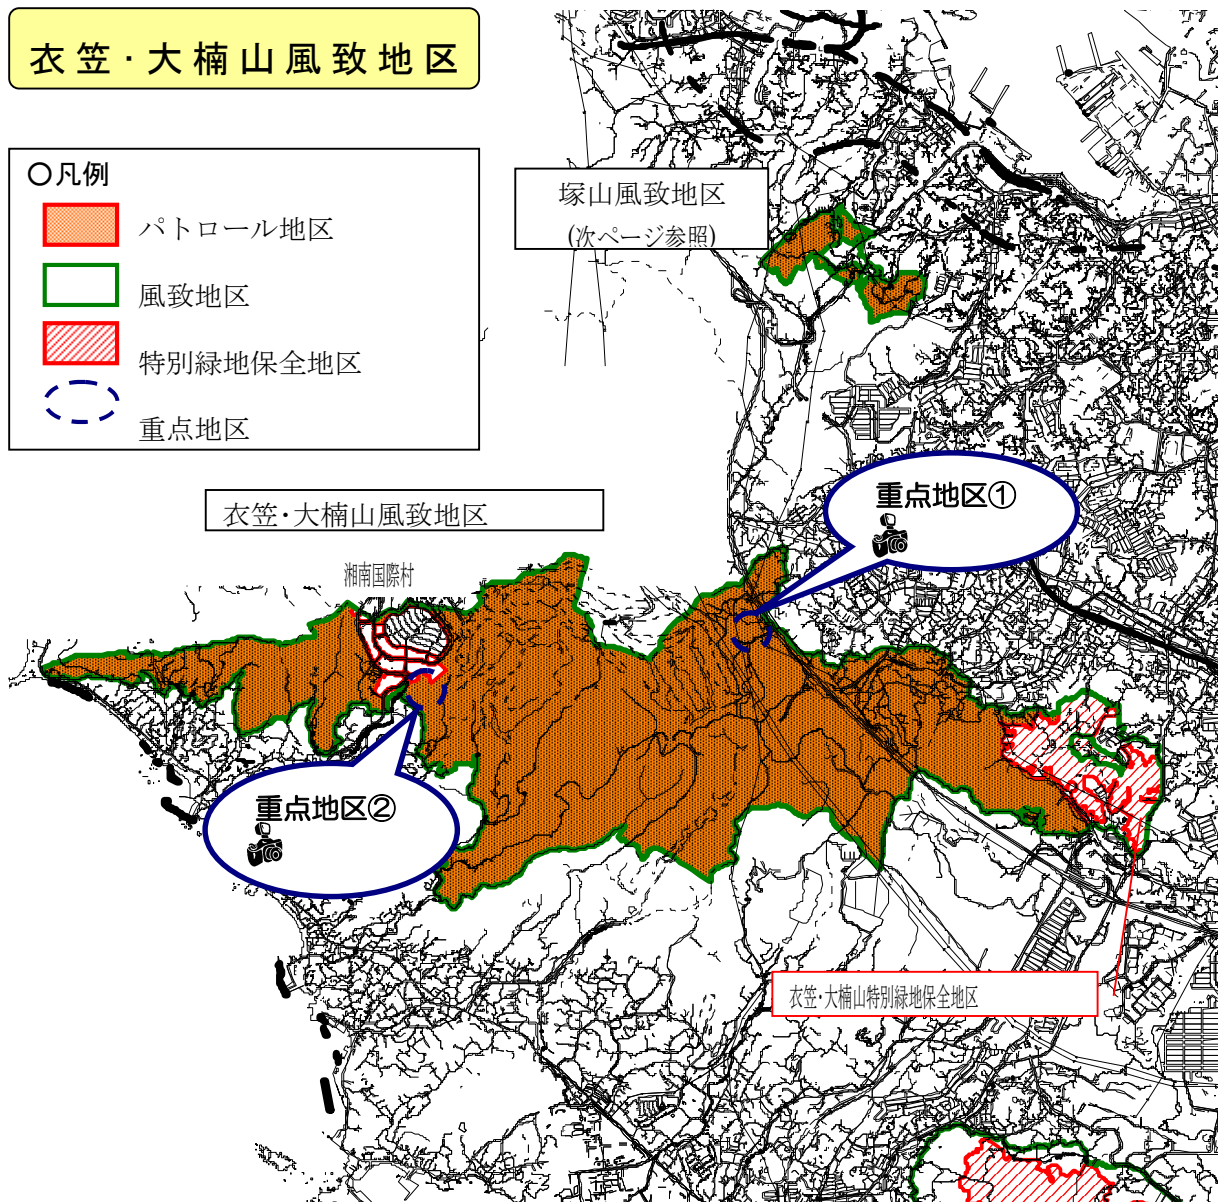 衣笠・大楠山風致地区
○凡例
パトロール地区
風致地区
特別緑地保全地区
重点地区
塚山風致地区
(次ページ参照)
重点地区①
衣笠・大楠山風致地区
湘南国際村
重点地区②
衣笠・大楠山特別緑地保全地区